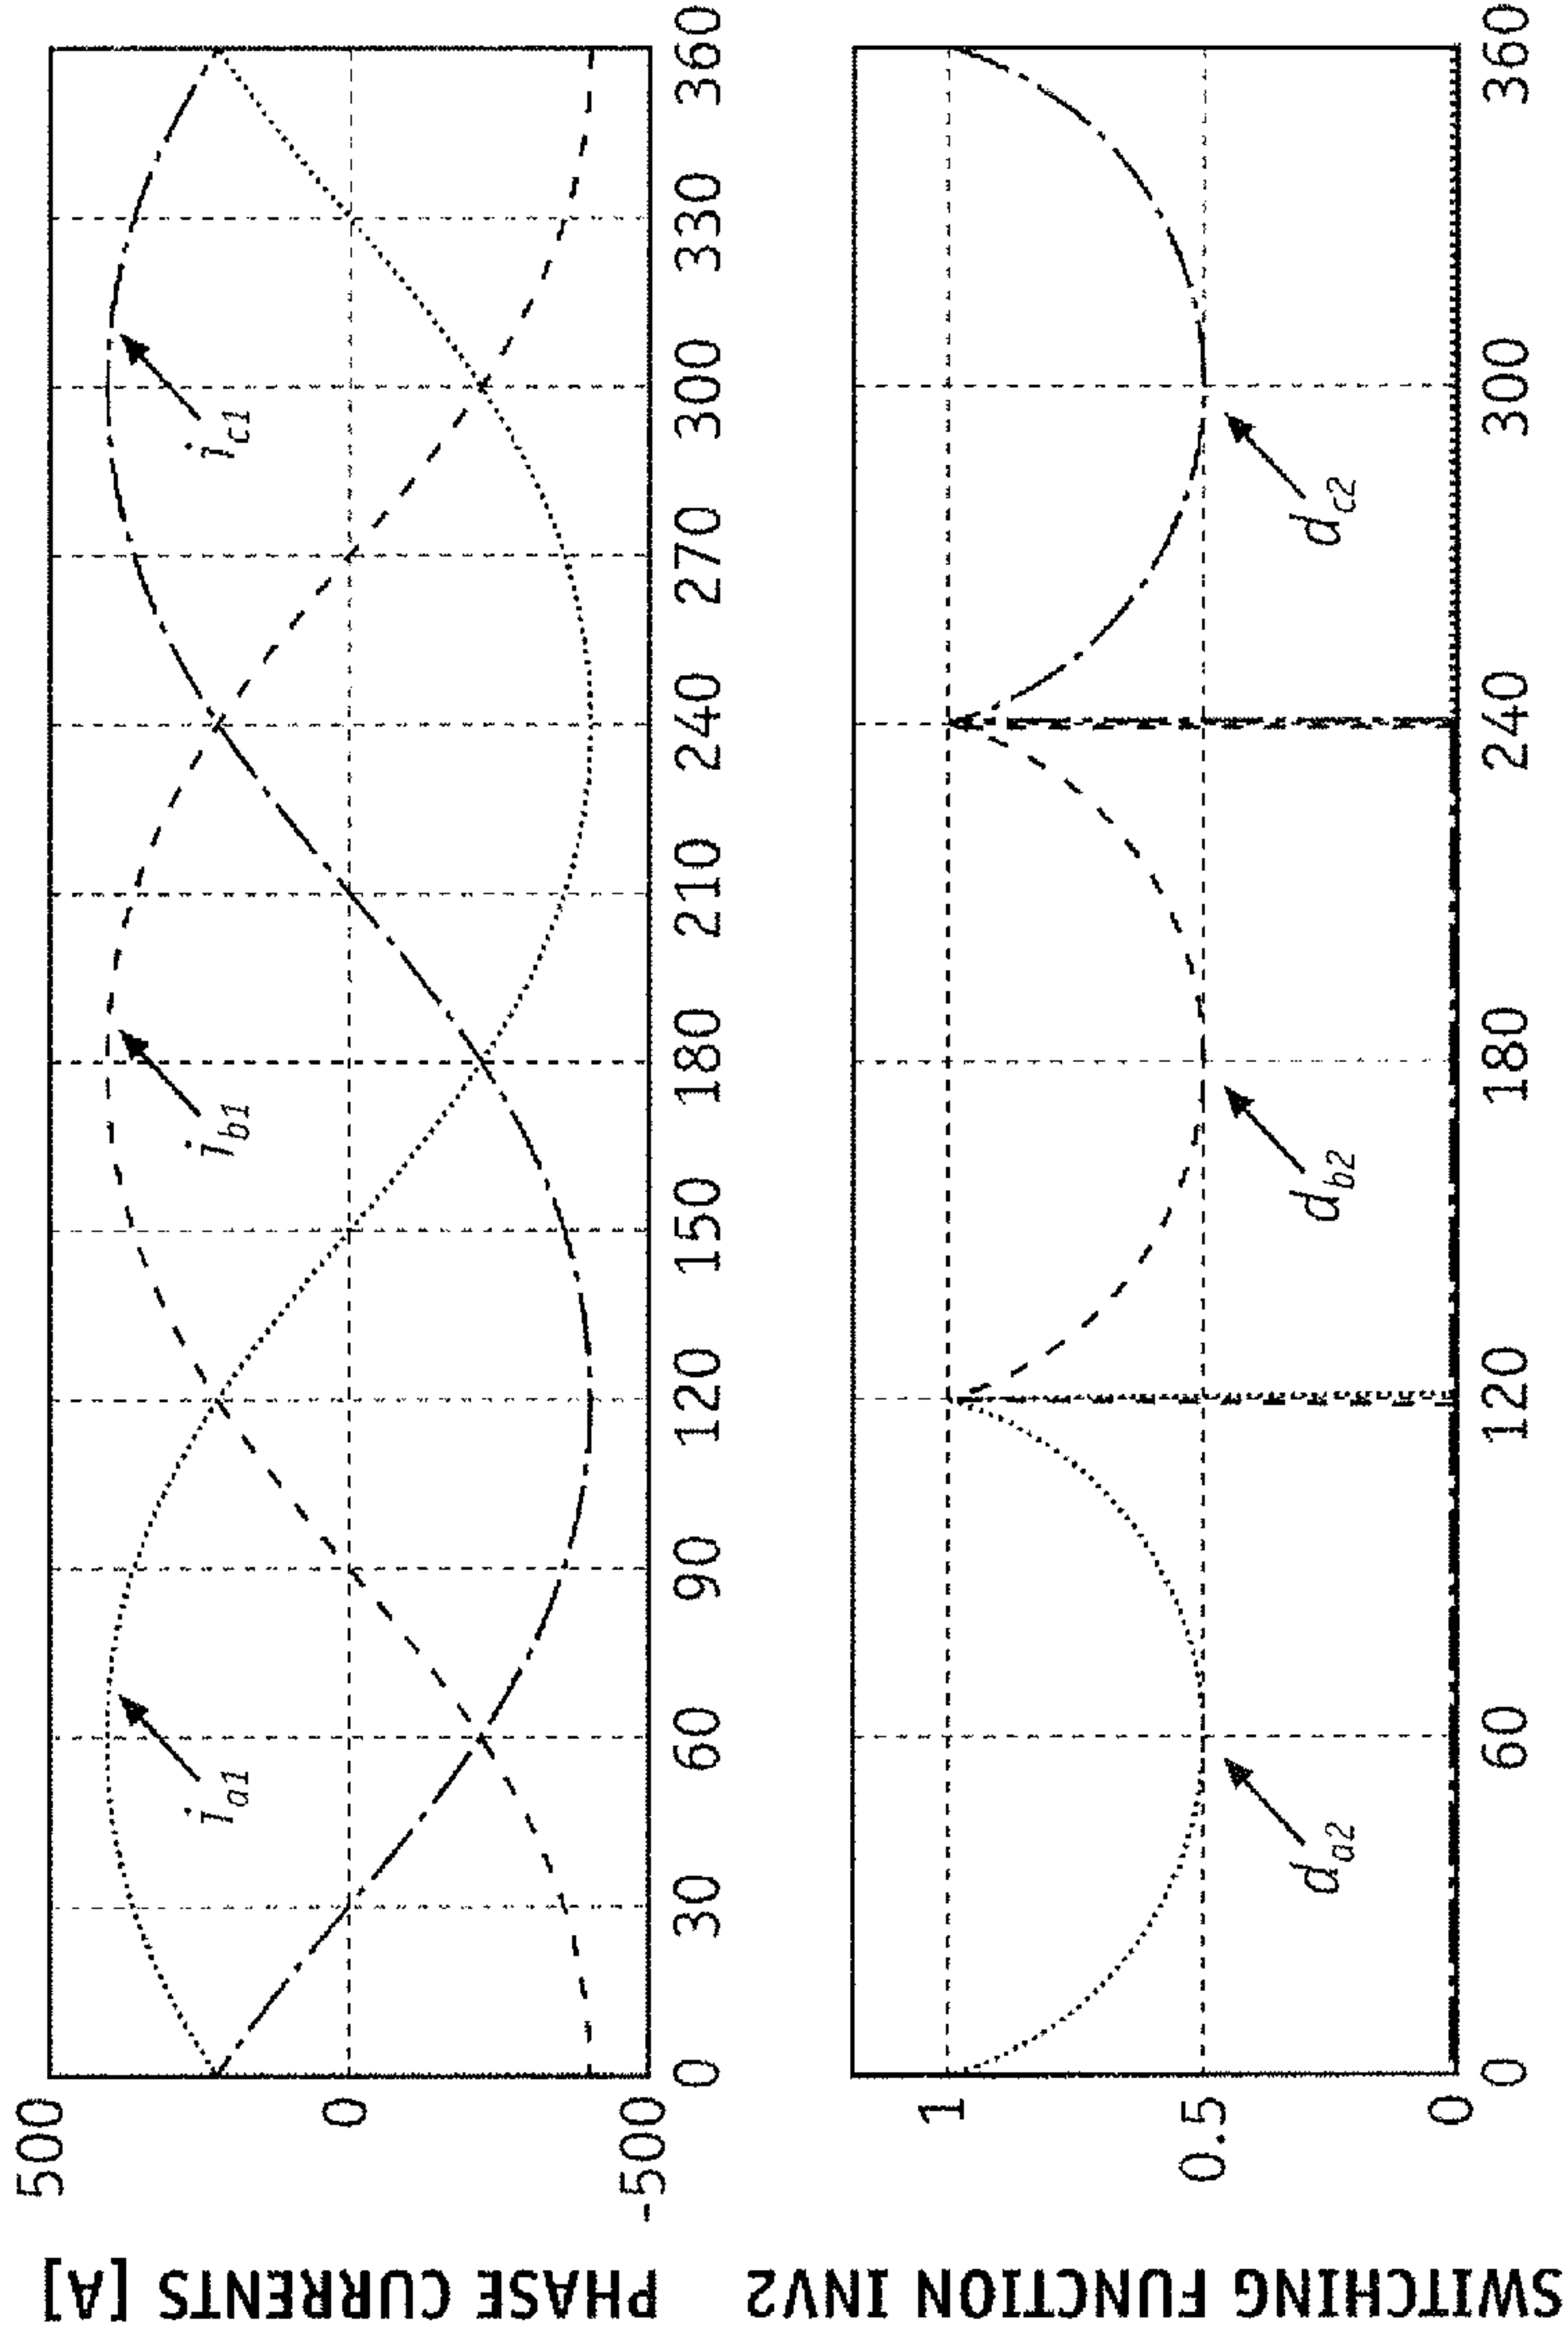 PHASE CURRENTS [A]
500
0
-500
i_a1
i_b1
i_c1
0 30 60 90 120 150 180 210 240 270 300 330 360
SWITCHING FUNCTION INV2
1
0.5
0
d_a2
d_b2
d_c2
0 60 120 180 240 300 360